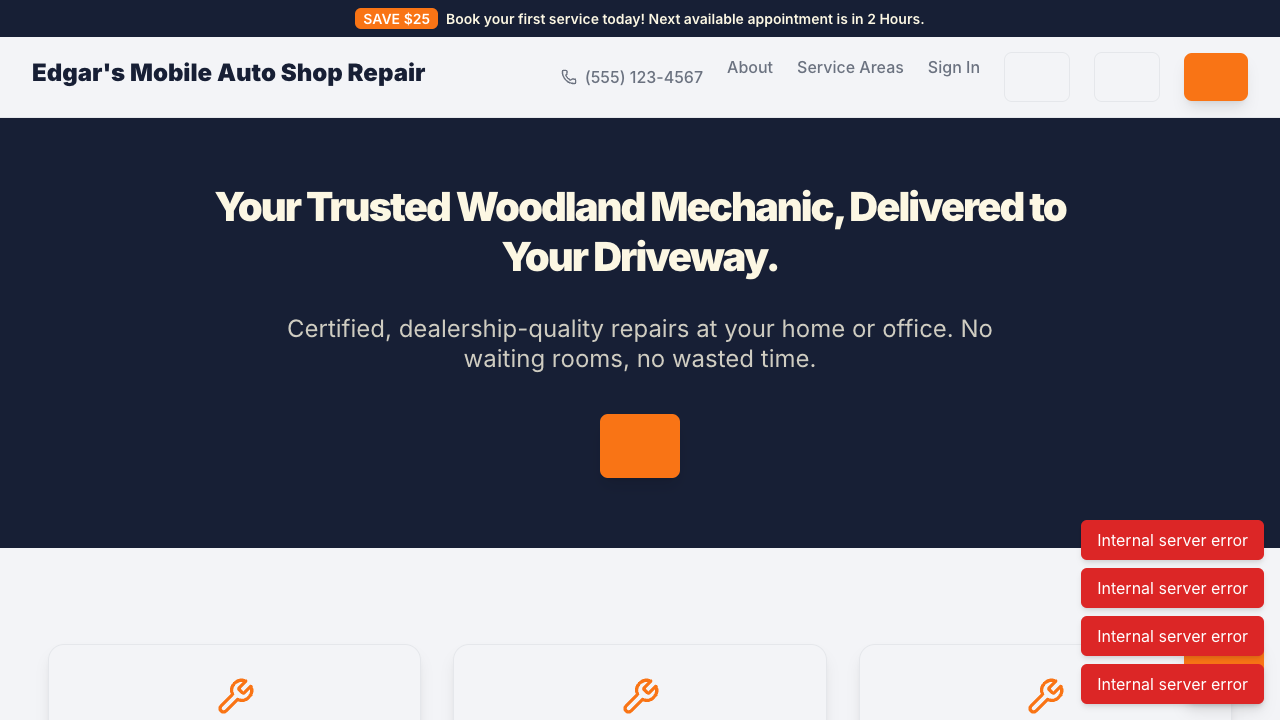 SAVE $25 Book your first service today! Next available appointment is in 2 Hours.
Edgar's Mobile Auto Shop Repair
(555) 123-4567
About
Service Areas
Sign In
Your Trusted Woodland Mechanic, Delivered to
Your Driveway.
Certified, dealership-quality repairs at your home or office. No
waiting rooms, no wasted time.
Internal server error
Internal server error
Internal server error
Internal server error